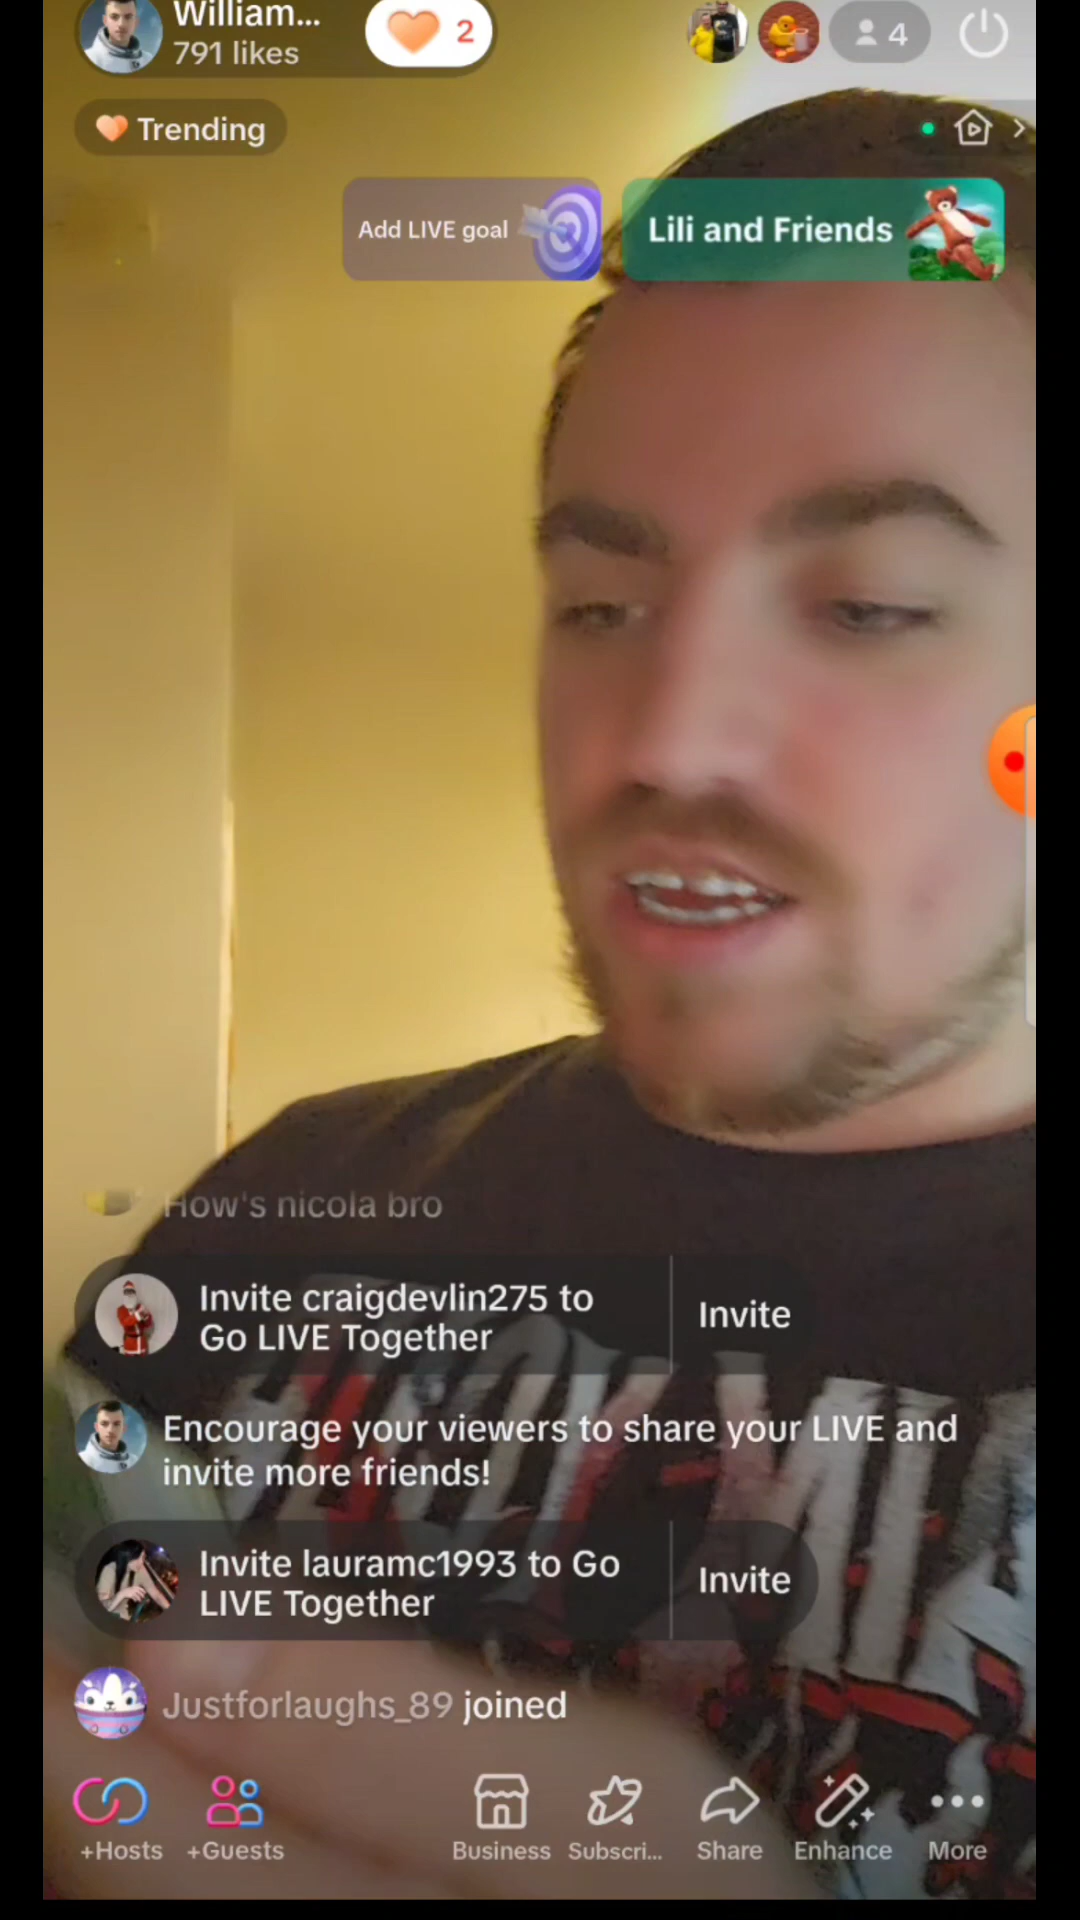 William...
791 likes
2
4
Trending
Add LIVE goal
Lili and Friends
How's nicola bro
Invite craigdevlin275 to
Go LIVE Together
Invite
Encourage your viewers to share your LIVE and
invite more friends!
Invite lauramc1993 to Go
LIVE Together
Invite
Justforlaughs_89 joined
+Hosts
+Guests
Business
Subscri...
Share
Enhance
More